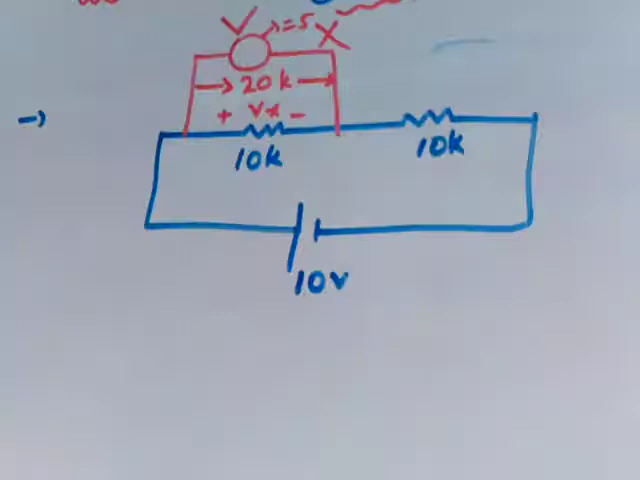 V => 5 X
20k
+ Vx -
10k
10k
10v